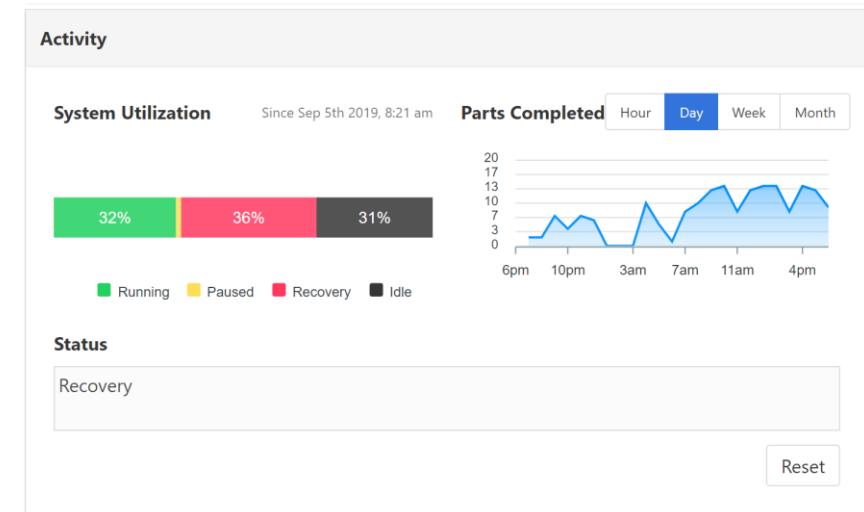 Activity
System Utilization
Since Sep 5th 2019, 8:21 am
32%
36%
31%
Running
Paused
Recovery
Idle
Parts Completed
Hour
Day
Week
Month
20
17
13
10
7
3
0
6pm
10pm
3am
7am
11am
4pm
Status
Recovery
Reset